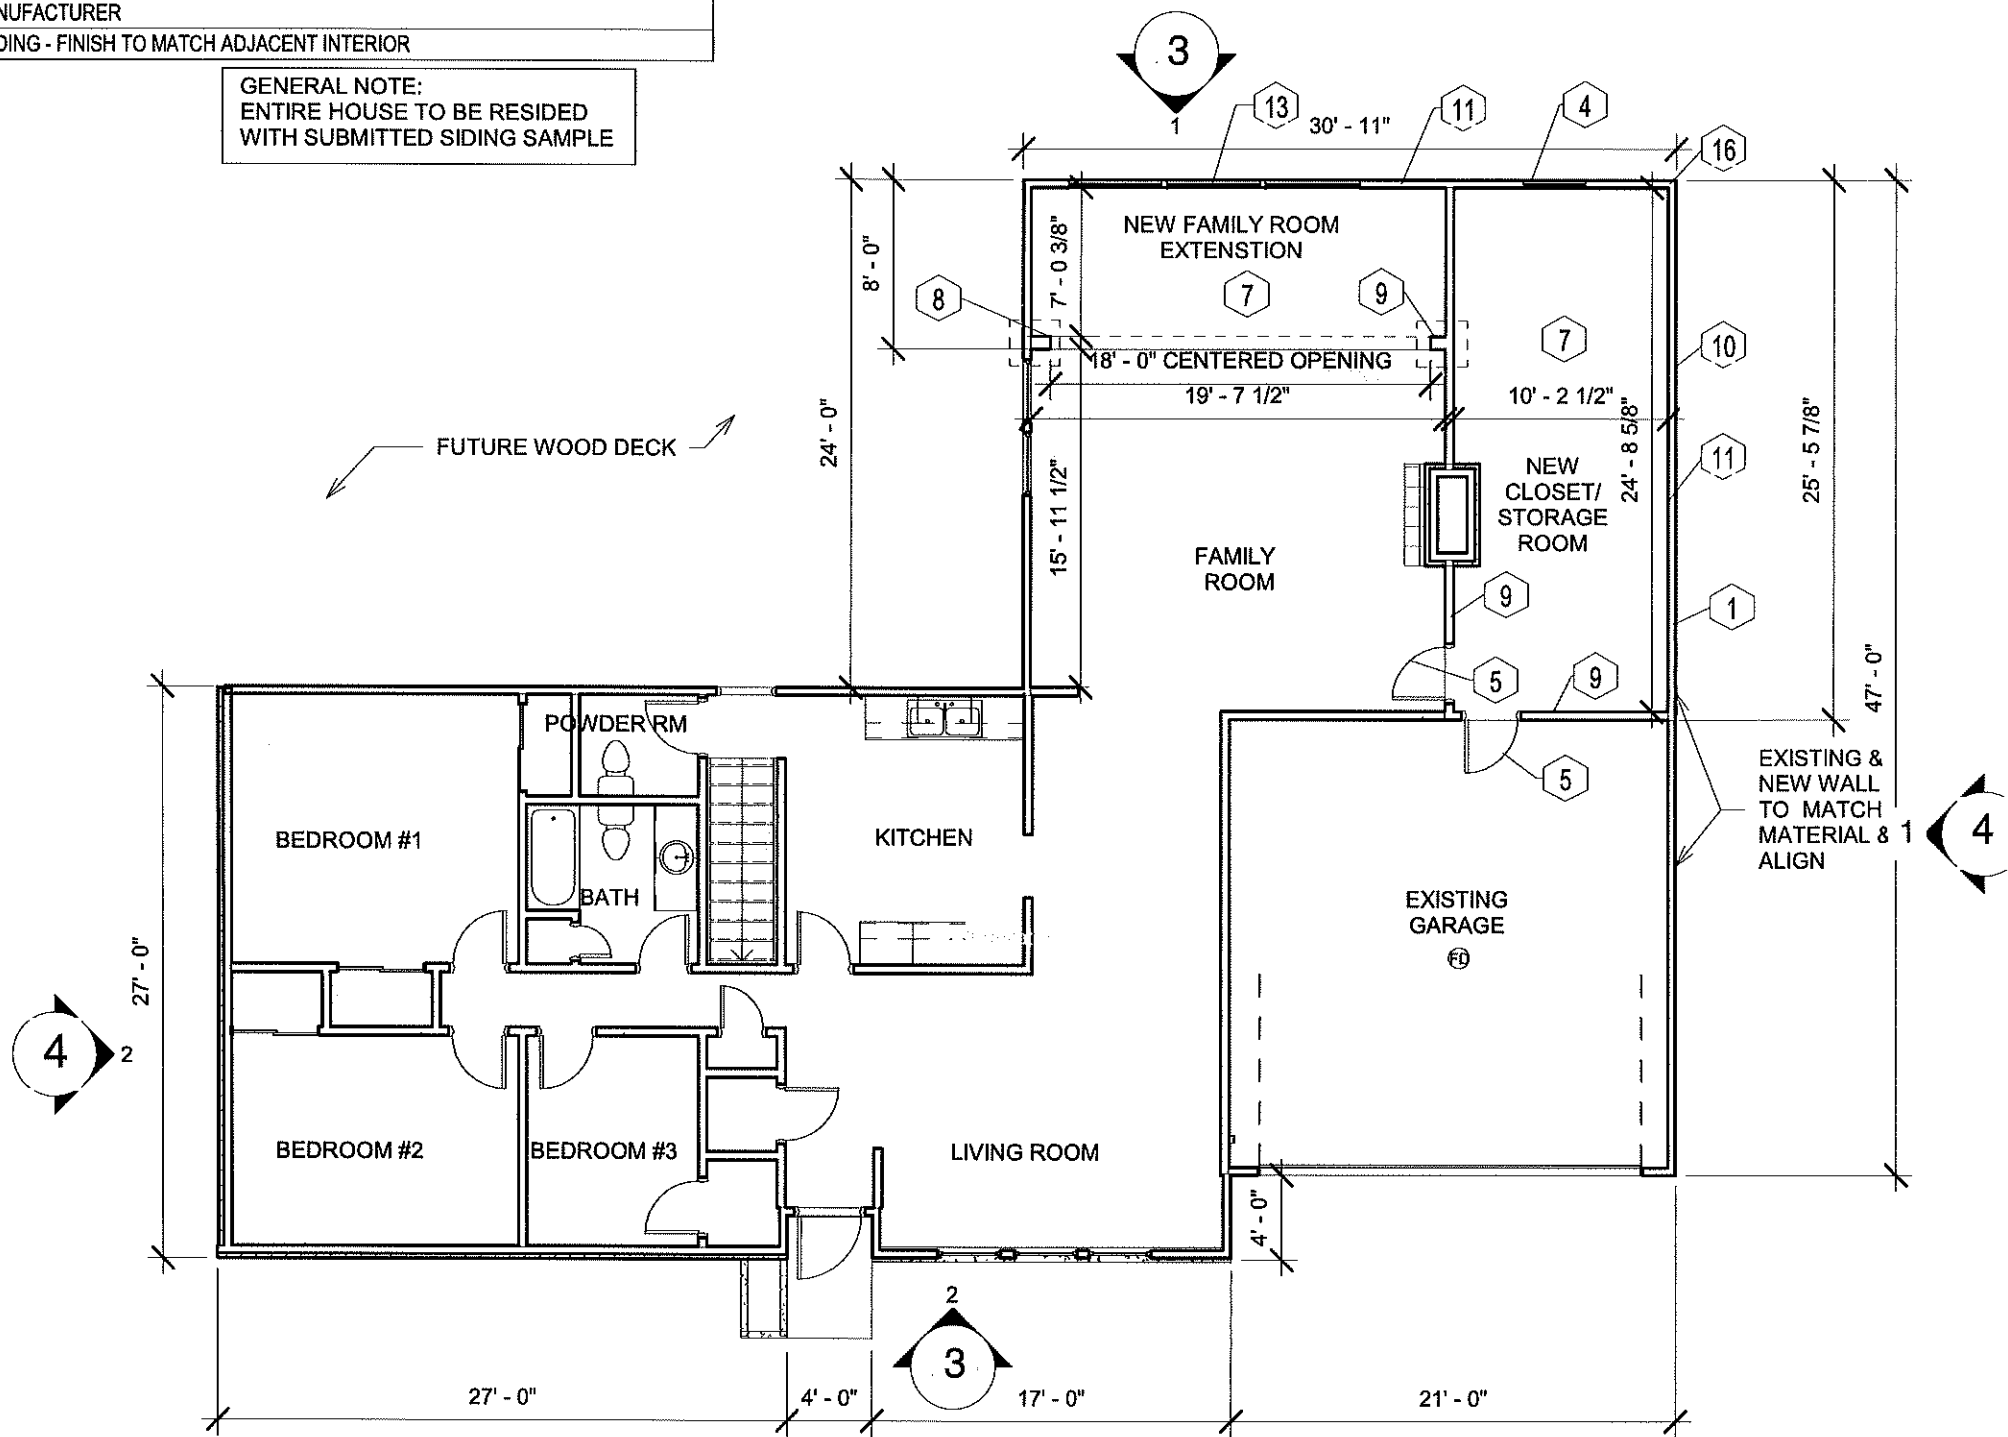 NUFACTURER
DING - FINISH TO MATCH ADJACENT INTERIOR
GENERAL NOTE:
ENTIRE HOUSE TO BE RESIDED
WITH SUBMITTED SIDING SAMPLE
3
1
13
30' - 11"
11
4
16
8' - 0"
7' - 0 3/8"
NEW FAMILY ROOM
EXTENSTION
8
7
9
7
10
18' - 0" CENTERED OPENING
19' - 7 1/2"
10' - 2 1/2"
24' - 0"
24' - 8 5/8"
25' - 5 7/8"
FUTURE WOOD DECK
15' - 11 1/2"
NEW
CLOSET/
STORAGE
ROOM
11
FAMILY
ROOM
9
1
5
9
47' - 0"
POWDER RM
5
EXISTING &
NEW WALL
TO MATCH
MATERIAL &
ALIGN
1
4
BEDROOM #1
KITCHEN
BATH
EXISTING
GARAGE
FD
27' - 0"
4
2
BEDROOM #2
BEDROOM #3
LIVING ROOM
4' - 0"
2
3
27' - 0"
4' - 0"
17' - 0"
21' - 0"